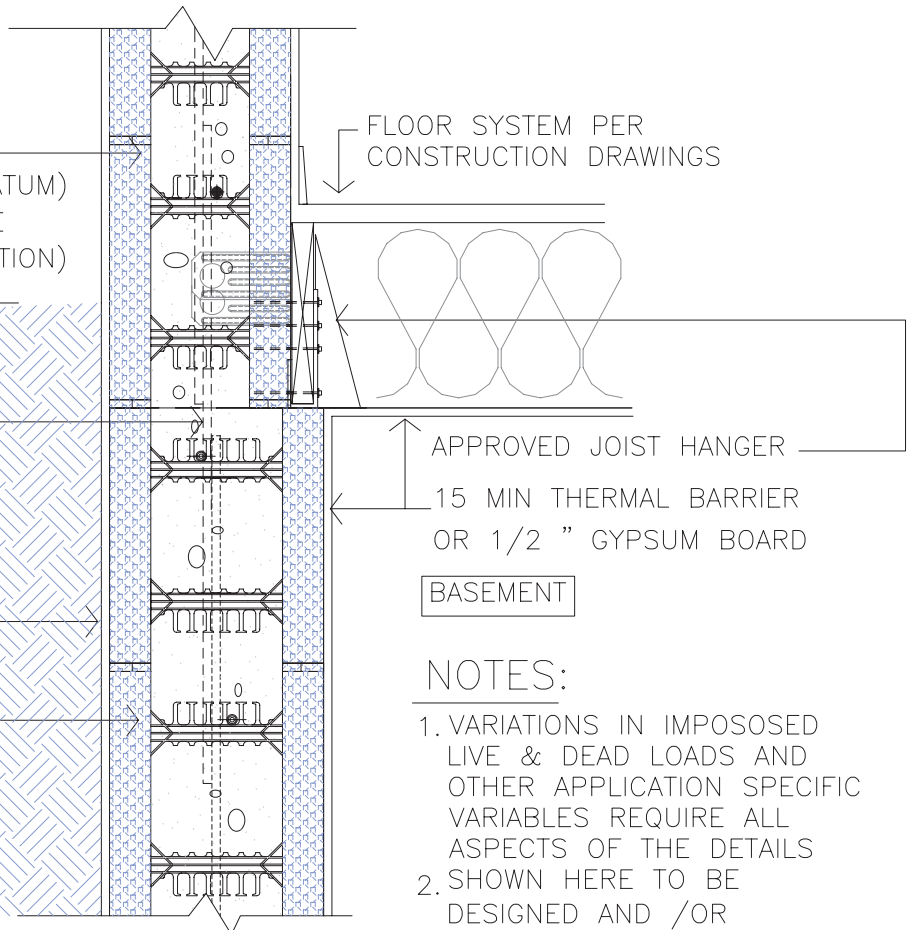 FLOOR SYSTEM PER
CONSTRUCTION DRAWINGS
ATUM)
E
TION)
APPROVED JOIST HANGER
15 MIN THERMAL BARRIER
OR 1/2 " GYPSUM BOARD
BASEMENT
NOTES:
1. VARIATIONS IN IMPOSOSED
LIVE & DEAD LOADS AND
OTHER APPLICATION SPECIFIC
VARIABLES REQUIRE ALL
ASPECTS OF THE DETAILS
2. SHOWN HERE TO BE
DESIGNED AND /OR